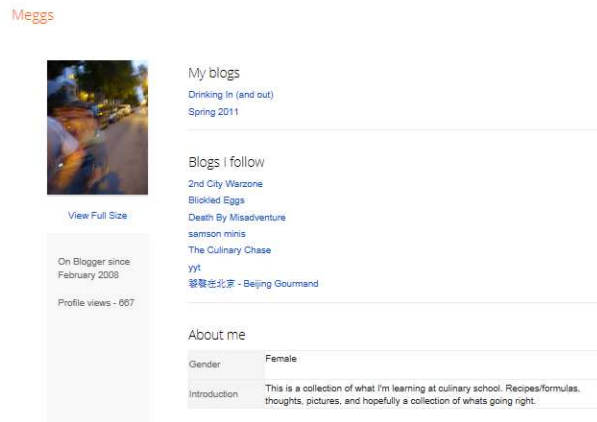 Meggs
My blogs
Drinking In (and out)
Spring 2011
Blogs I follow
2nd City Warzone
Blickled Eggs
Death By Misadventure
View Full Size
samson minis
The Culinary Chase
On Blogger since
February 2008
yyt
在北京 - Beijing Gourmand
Profile views - 667
About me
Gender
Female
Introduction
This is a collection of what I'm learning at culinary school. Recipes/formulas,
thoughts, pictures, and hopefully a collection of whats going right.